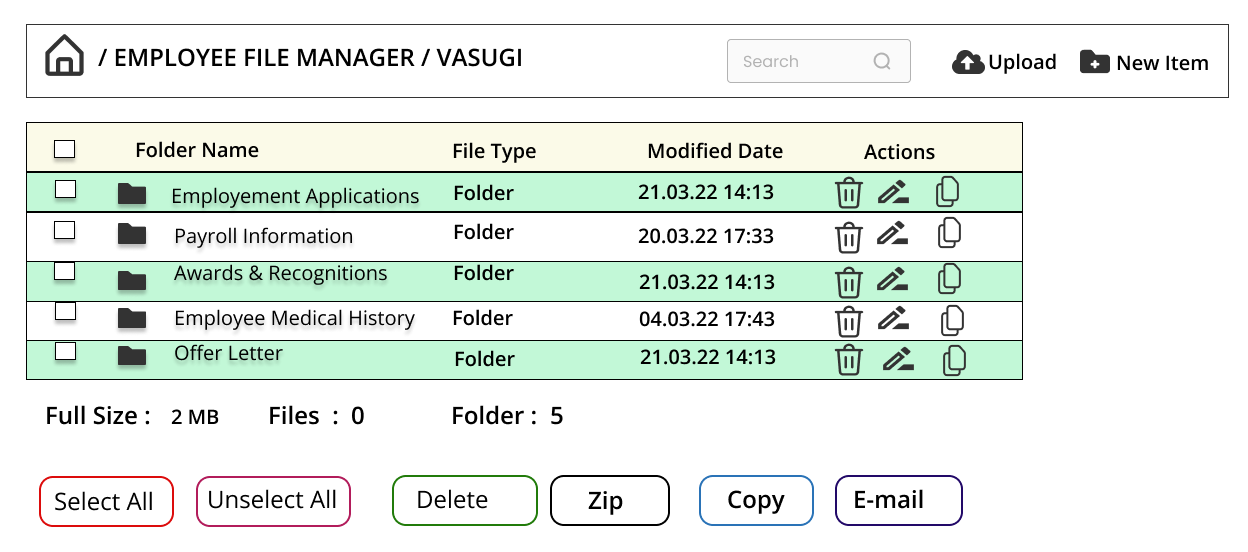 / EMPLOYEE FILE MANAGER / VASUGI Search Upload New Item
Folder Name File Type Modified Date Actions
Employement Applications Folder 21.03.22 14:13
Payroll Information Folder 20.03.22 17:33
Awards & Recognitions Folder 21.03.22 14:13
Employee Medical History Folder 04.03.22 17:43
Offer Letter Folder 21.03.22 14:13
Full Size : 2 MB Files : 0 Folder : 5
Select All Unselect All Delete Zip Copy E-mail